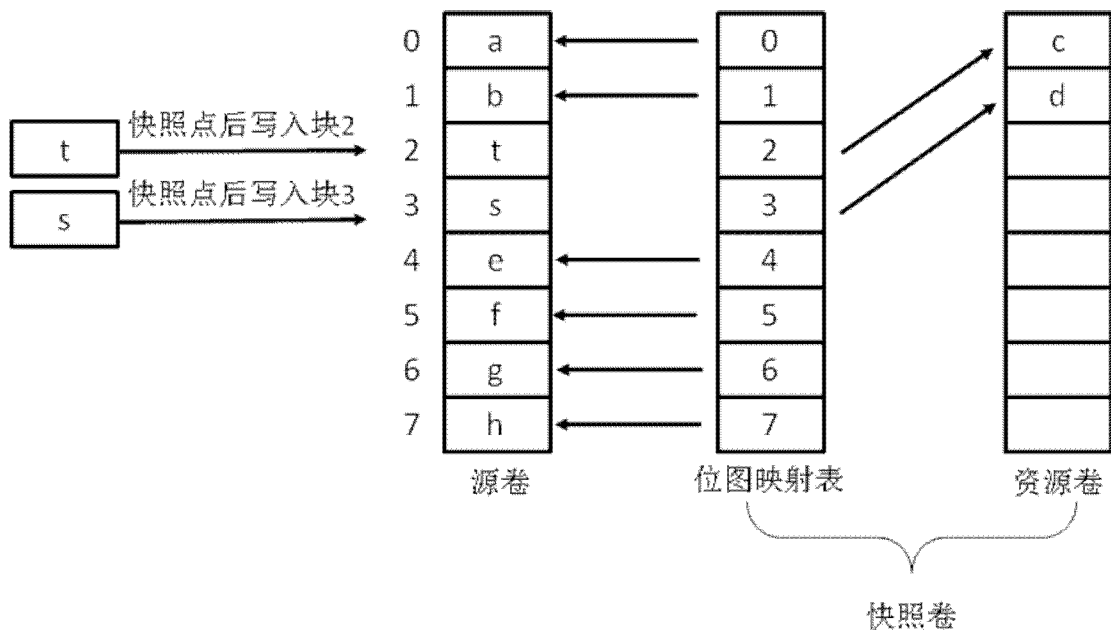 0 a 0 c
1 b 1 d
t 快照点后写入块2 2 t 2
s 快照点后写入块3 3 s 3
4 e 4
5 f 5
6 g 6
7 h 7
源卷 位图映射表 资源卷
快照卷